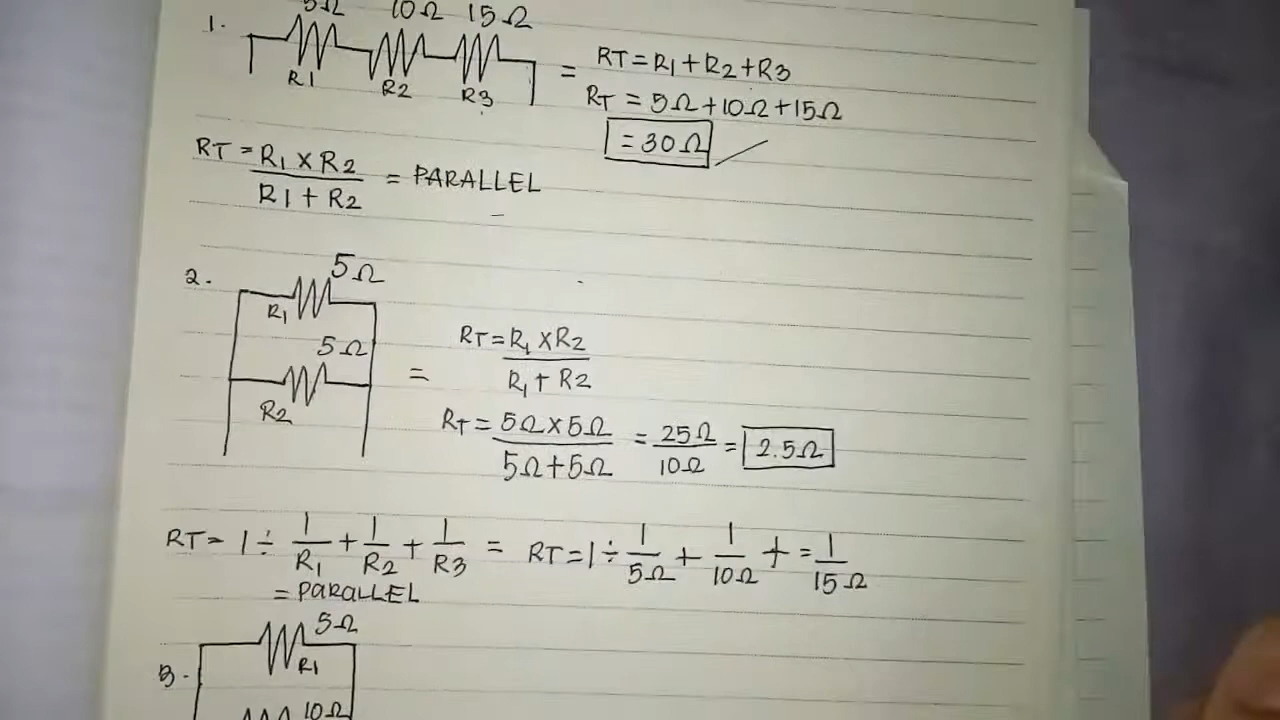 1.
5Ω 10Ω 15Ω
R1 R2 R3
= RT = R1 + R2 + R3
RT = 5Ω + 10Ω + 15Ω
= 30Ω
RT = R1 × R2 / R1 + R2 = PARALLEL
2.
5Ω
R1
5Ω
R2
= RT = R1 × R2 / R1 + R2
RT = 5Ω × 5Ω / 5Ω + 5Ω = 25Ω / 10Ω = 2.5Ω
RT = 1 ÷ 1/R1 + 1/R2 + 1/R3 = RT = 1 ÷ 1/5Ω + 1/10Ω + = 1/15Ω
= PARALLEL
3.
5Ω
R1
10Ω